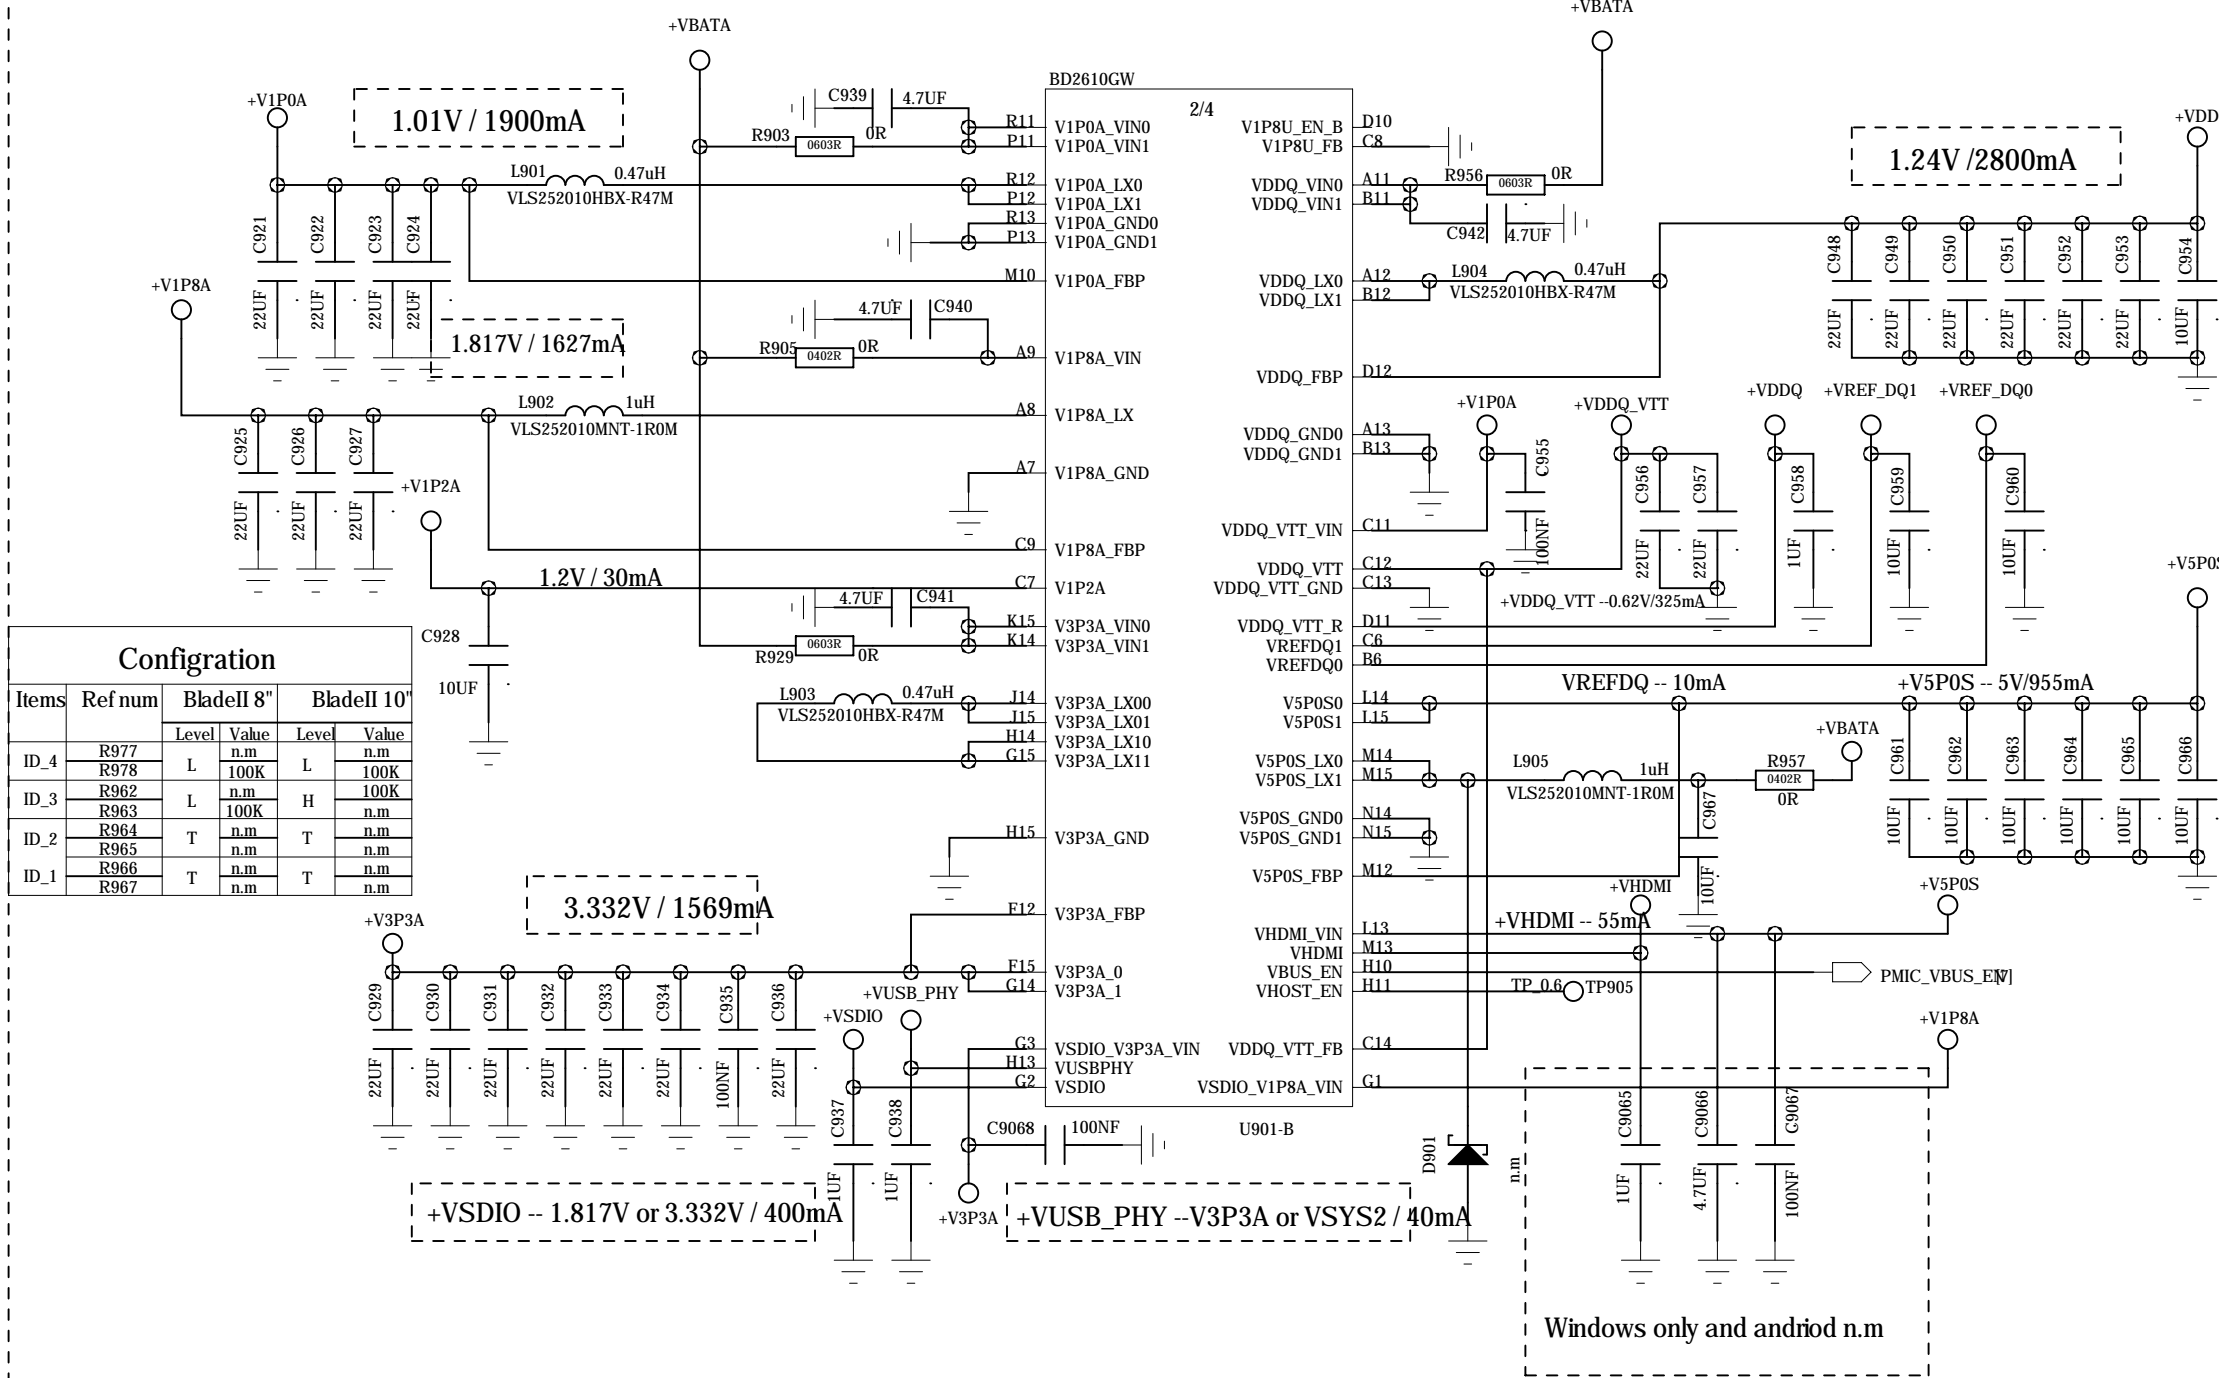 +VBATA
+VBATA
BD2610GW
2/4
+V1P0A
1.01V / 1900mA
C939 4.7UF
R903 0603R 0R
L901 0.47uH
VLS252010HBX-R47M
C921 22UF
C922 22UF
C923 22UF
C924 22UF
+V1P8A
1.817V / 1627mA
4.7UF C940
R905 0402R 0R
L902 1uH
VLS252010MNT-1R0M
C925 22UF
C926 22UF
C927 22UF
+V1P2A
1.2V / 30mA
4.7UF C941
R929 0603R 0R
C928
10UF
L903 0.47uH
VLS252010HBX-R47M
Configration
Items Ref num BladeII 8" BladeII 10"
Level Value Level Value
ID_4 R977 L n.m L n.m
R978 100K 100K
ID_3 R962 L n.m H 100K
R963 100K n.m
ID_2 R964 T n.m T n.m
R965 n.m n.m
ID_1 R966 T n.m T n.m
R967 n.m n.m
3.332V / 1569mA
+V3P3A
+VUSB_PHY
+VSDIO
C929 22UF
C930 22UF
C931 22UF
C932 22UF
C933 22UF
C934 22UF
C935 100NF
C936 22UF
C937 1UF
C938 1UF
C9068 100NF
+V3P3A
+VSDIO -- 1.817V or 3.332V / 400mA
+VUSB_PHY --V3P3A or VSYS2 / 40mA
R11 V1P0A_VIN0
P11 V1P0A_VIN1
R12 V1P0A_LX0
P12 V1P0A_LX1
R13 V1P0A_GND0
P13 V1P0A_GND1
M10 V1P0A_FBP
A9 V1P8A_VIN
A8 V1P8A_LX
A7 V1P8A_GND
C9 V1P8A_FBP
C7 V1P2A
K15 V3P3A_VIN0
K14 V3P3A_VIN1
J14 V3P3A_LX00
J15 V3P3A_LX01
H14 V3P3A_LX10
G15 V3P3A_LX11
H15 V3P3A_GND
F12 V3P3A_FBP
F15 V3P3A_0
G14 V3P3A_1
G3 VSDIO_V3P3A_VIN
H13 VUSBPHY
G2 VSDIO
V1P8U_EN_B D10
V1P8U_FB C8
VDDQ_VIN0 A11
VDDQ_VIN1 B11
VDDQ_LX0 A12
VDDQ_LX1 B12
VDDQ_FBP D12
VDDQ_GND0 A13
VDDQ_GND1 B13
VDDQ_VTT_VIN C11
VDDQ_VTT C12
VDDQ_VTT_GND C13
VDDQ_VTT_R D11
VREFDQ1 C6
VREFDQ0 B6
V5P0S0 L14
V5P0S1 L15
V5P0S_LX0 M14
V5P0S_LX1 M15
V5P0S_GND0 N14
V5P0S_GND1 N15
V5P0S_FBP M12
VHDMI_VIN L13
VHDMI M13
VBUS_EN H10
VHOST_EN H11
VDDQ_VTT_FB C14
VSDIO_V1P8A_VIN G1
U901-B
R956 0603R 0R
C942 4.7UF
L904 0.47uH
VLS252010HBX-R47M
1.24V /2800mA
+VDD
C948 22UF
C949 22UF
C950 22UF
C951 22UF
C952 22UF
C953 22UF
C954 10UF
+V1P0A
+VDDQ_VTT
+VDDQ
+VREF_DQ1
+VREF_DQ0
C955 100NF
C956 22UF
C957 22UF
C958 1UF
C959 10UF
C960 10UF
+VDDQ_VTT --0.62V/325mA
+V5P0S
VREFDQ -- 10mA
+V5P0S -- 5V/955mA
+VBATA
L905 1uH
VLS252010MNT-1R0M
R957
0402R
0R
C967 10UF
C961 10UF
C962 10UF
C963 10UF
C964 10UF
C965 10UF
C966 10UF
+VHDMI
+VHDMI -- 55mA
+V5P0S
PMIC_VBUS_EN[7]
TP_0.6 TP905
+V1P8A
D901 n.m
C9065 1UF
C9066 4.7UF
C9067 100NF
Windows only and andriod n.m